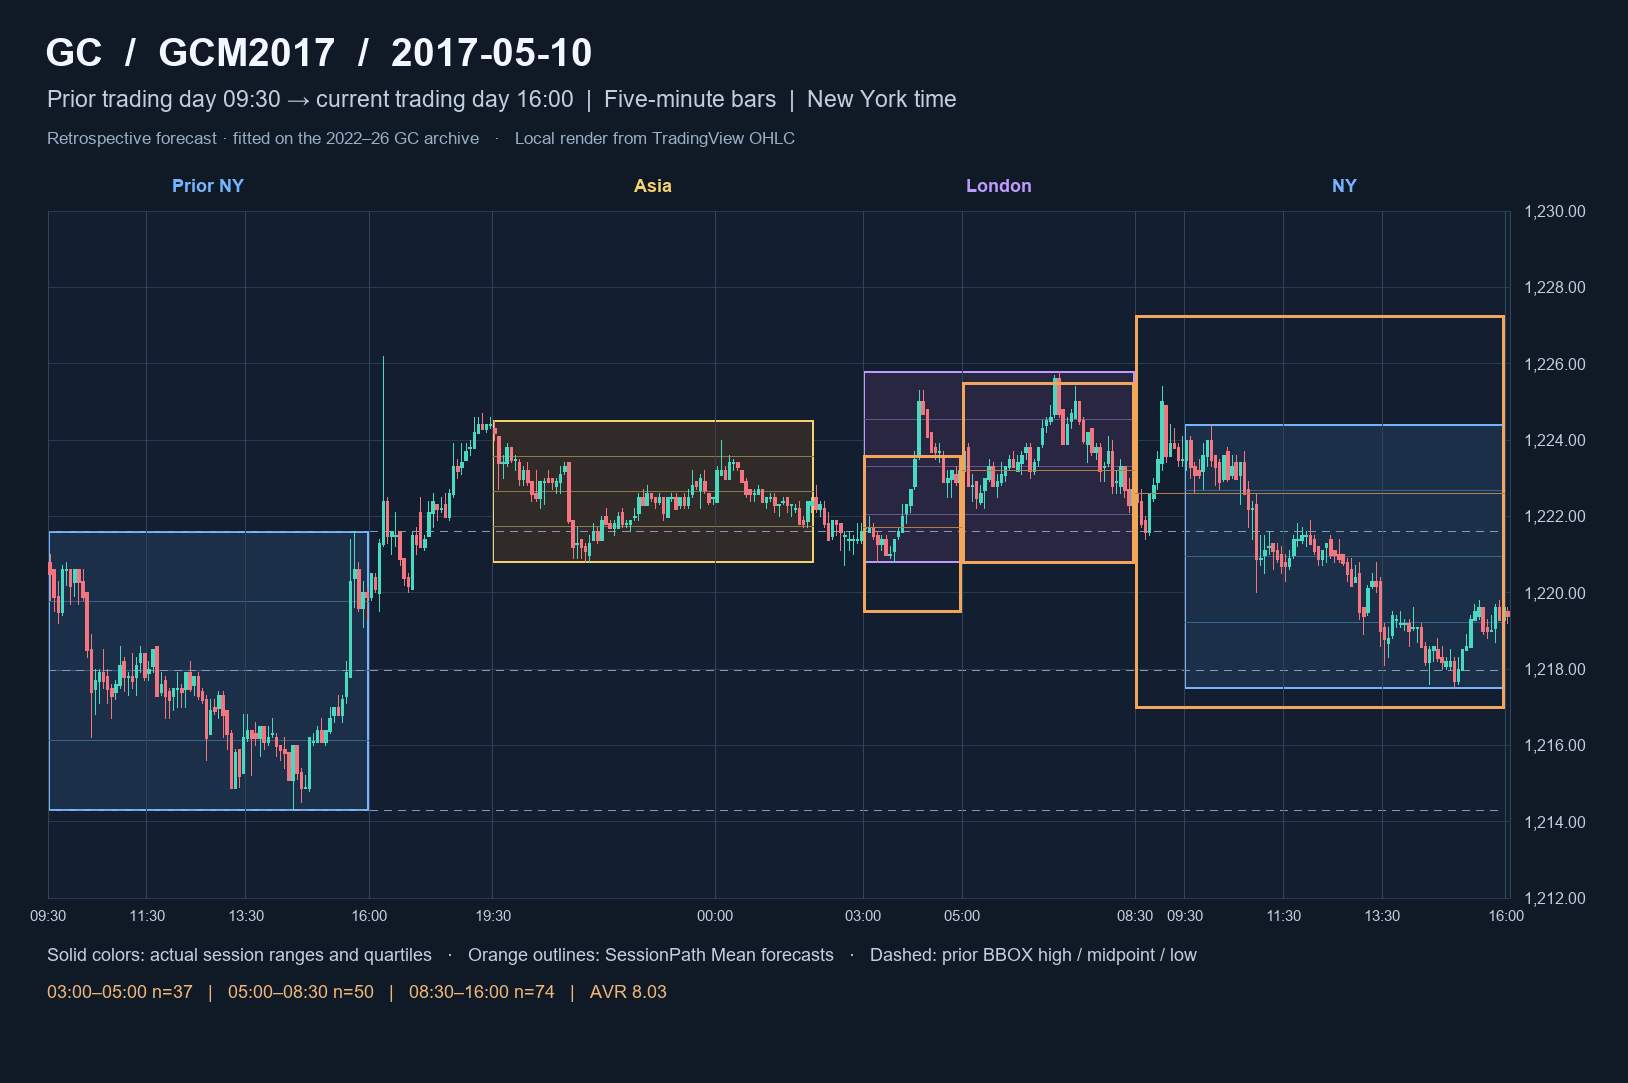 GC / GCM2017 / 2017-05-10
Prior trading day 09:30 → current trading day 16:00 | Five-minute bars | New York time
Retrospective forecast · fitted on the 2022–26 GC archive · Local render from TradingView OHLC
Prior NY Asia London NY
1,230.00
1,228.00
1,226.00
1,224.00
1,222.00
1,220.00
1,218.00
1,216.00
1,214.00
1,212.00
09:30 11:30 13:30 16:00 19:30 00:00 03:00 05:00 08:30 09:30 11:30 13:30 16:00
Solid colors: actual session ranges and quartiles · Orange outlines: SessionPath Mean forecasts · Dashed: prior BBOX high / midpoint / low
03:00–05:00 n=37 | 05:00–08:30 n=50 | 08:30–16:00 n=74 | AVR 8.03